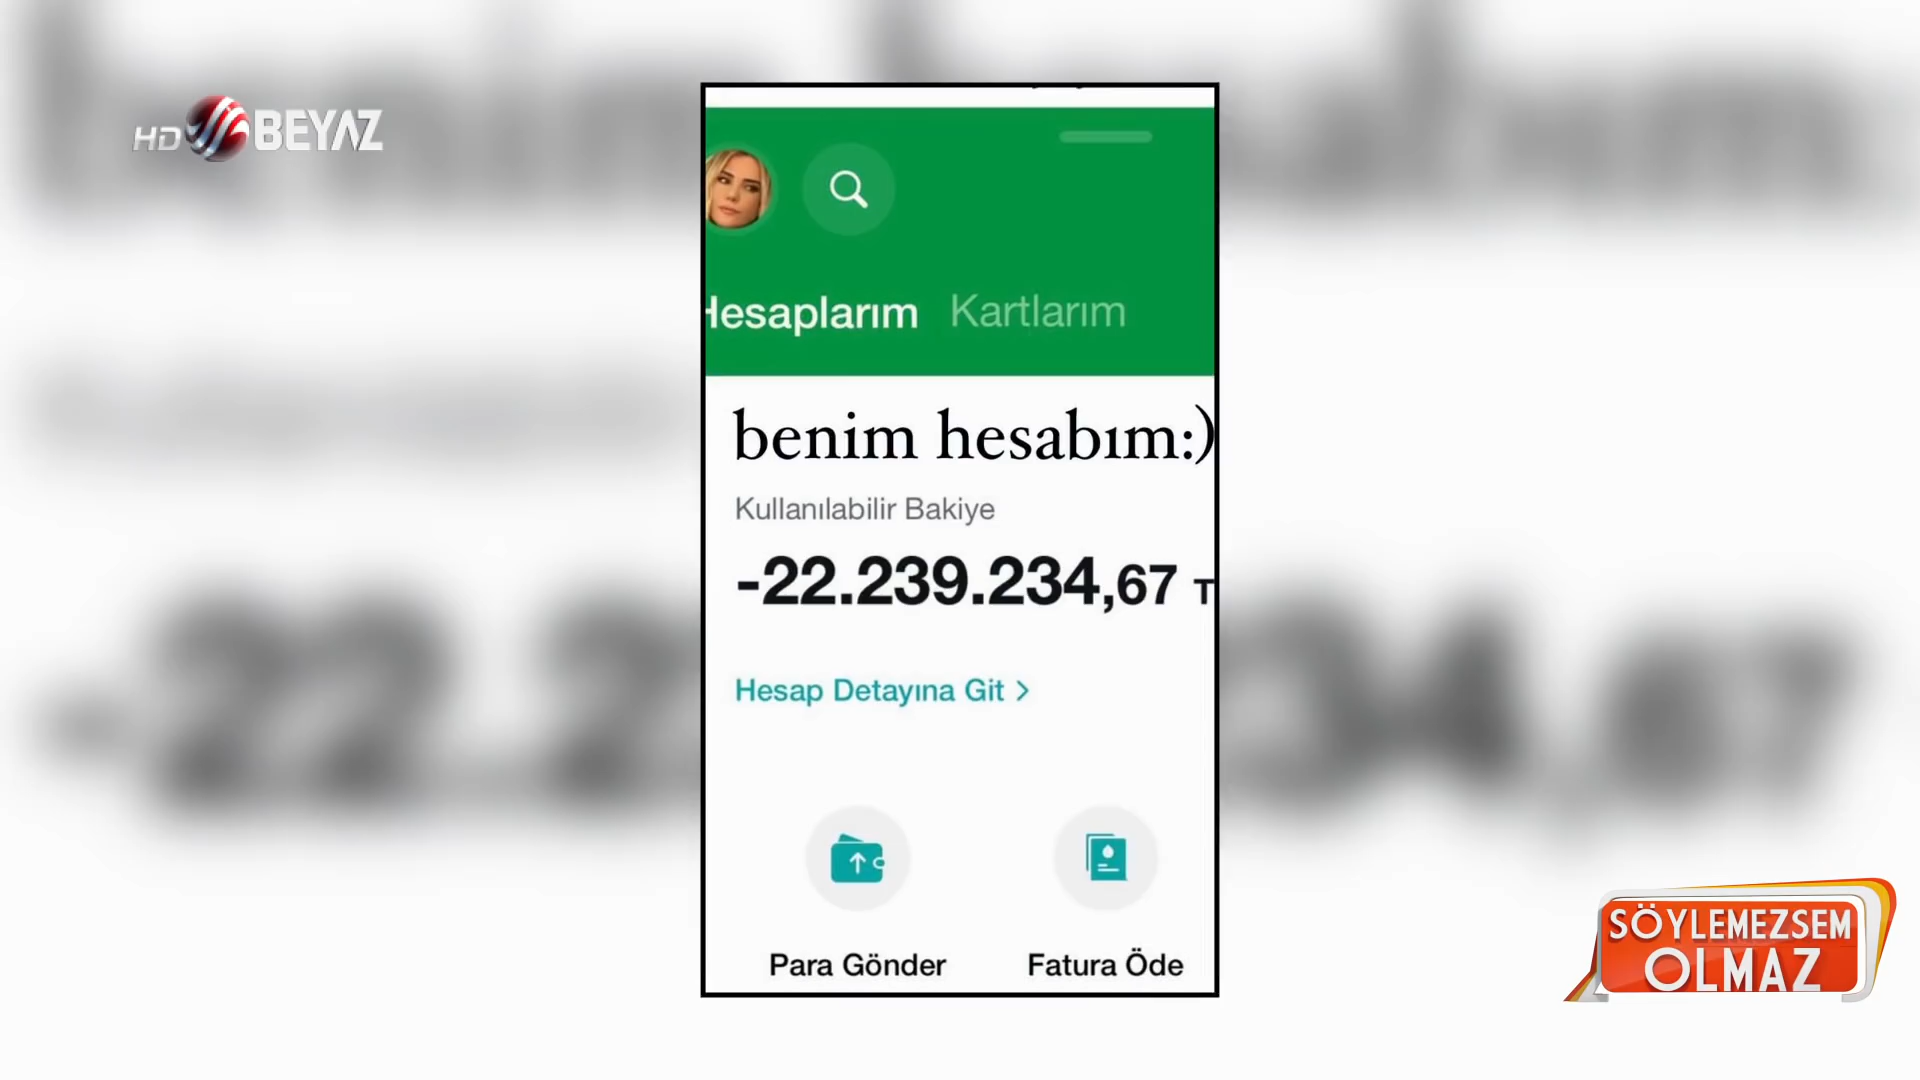 HD BEYAZ
Hesaplarım Kartlarım
benim hesabım:)
Kullanılabilir Bakiye
-22.239.234,67 T
Hesap Detayına Git >
Para Gönder Fatura Öde
SÖYLEMEZSEM
OLMAZ